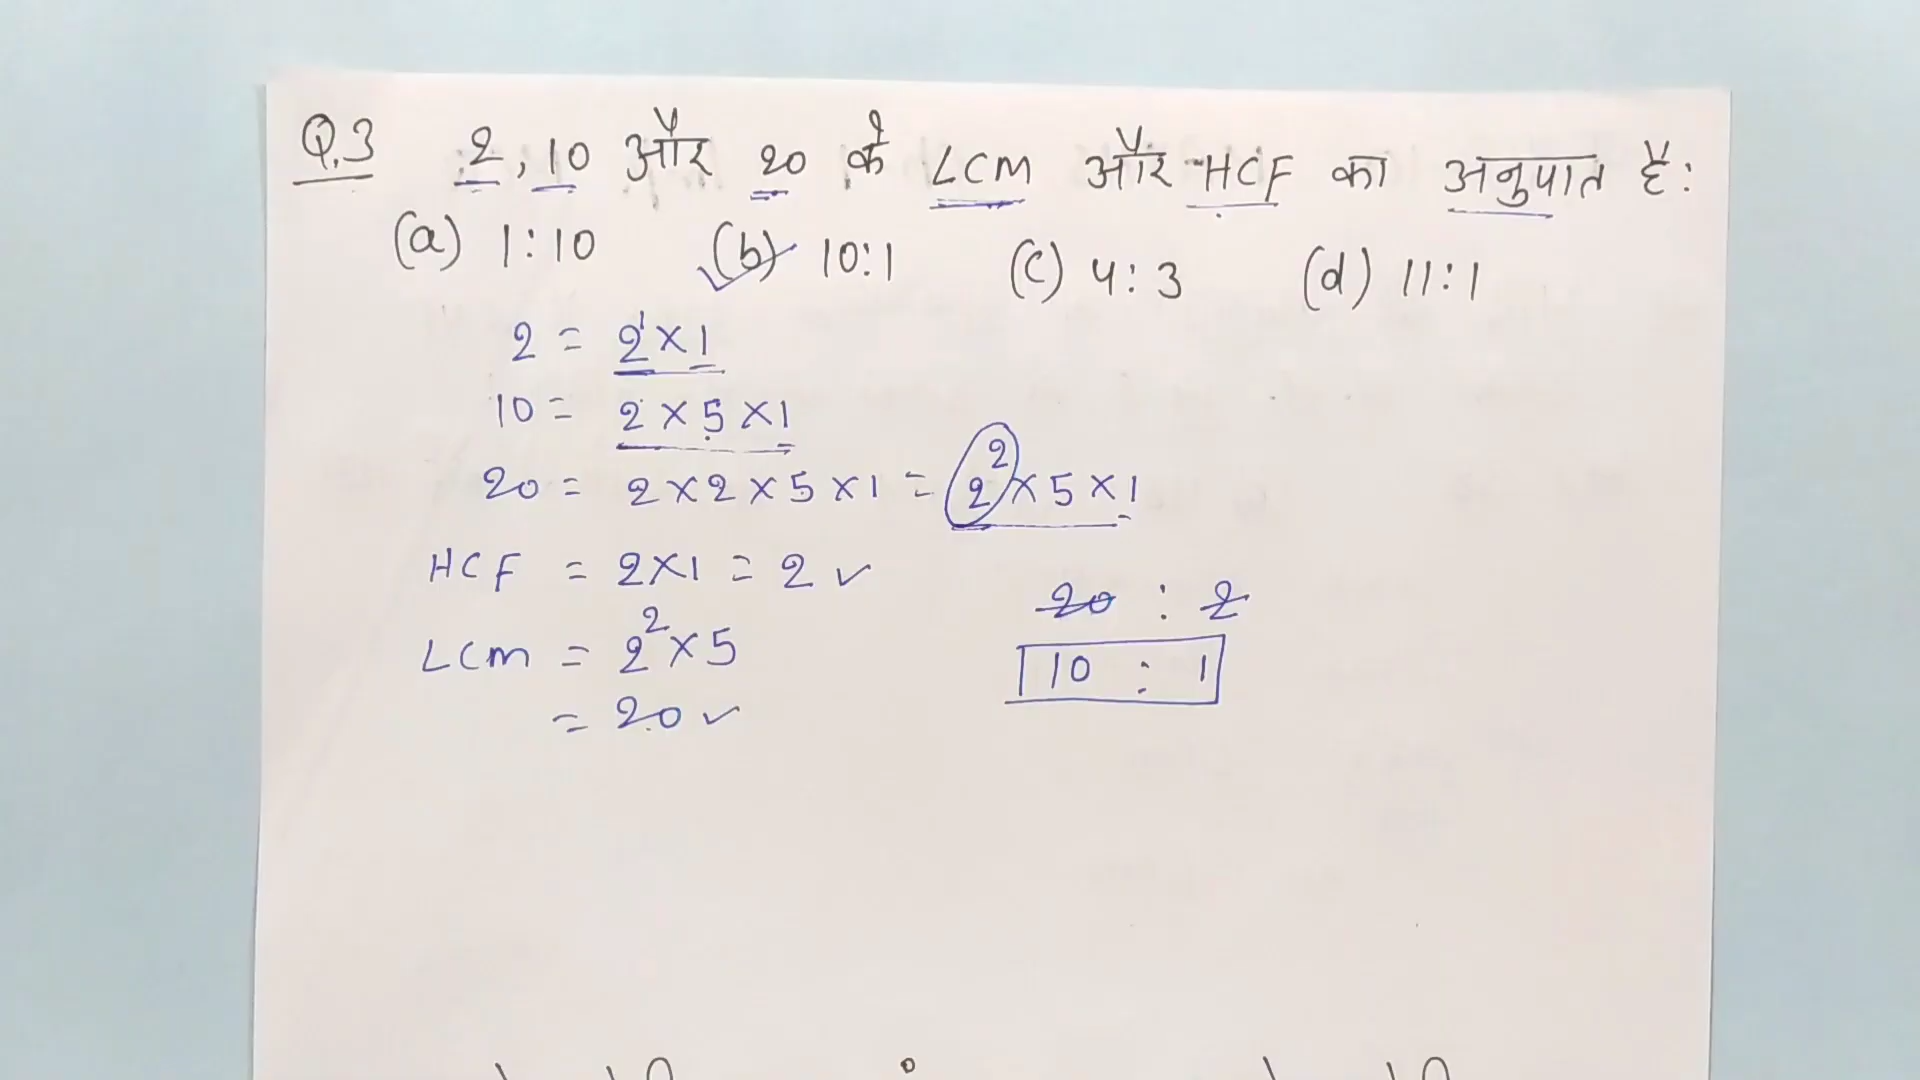 Q.3 2, 10 और 20 के LCM और HCF का अनुपात है:
(a) 1:10 (b) 10:1 (c) 4:3 (d) 11:1
2 = 2¹×1
10 = 2×5×1
20 = 2×2×5×1 = 2²×5×1
HCF = 2×1 = 2 ✓
20 : 2
LCM = 2²×5
10 : 1
= 20 ✓